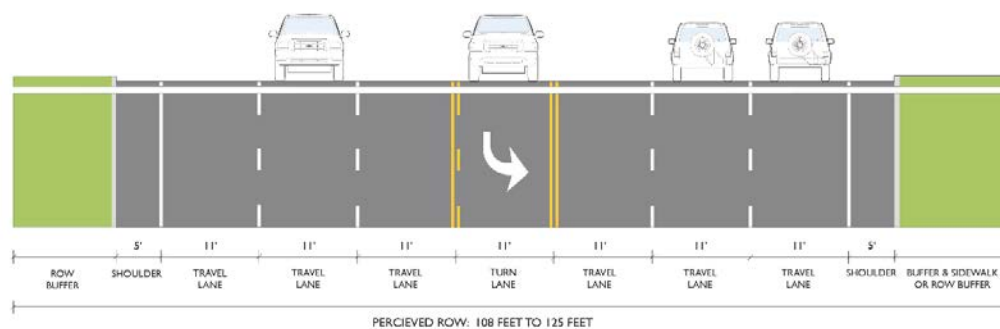 5' 11' 11' 11' 11' 11' 11' 11' 5'
ROW BUFFER SHOULDER TRAVEL LANE TRAVEL LANE TRAVEL LANE TURN LANE TRAVEL LANE TRAVEL LANE TRAVEL LANE SHOULDER BUFFER & SIDEWALK OR ROW BUFFER
PERCIEVED ROW: 108 FEET TO 125 FEET